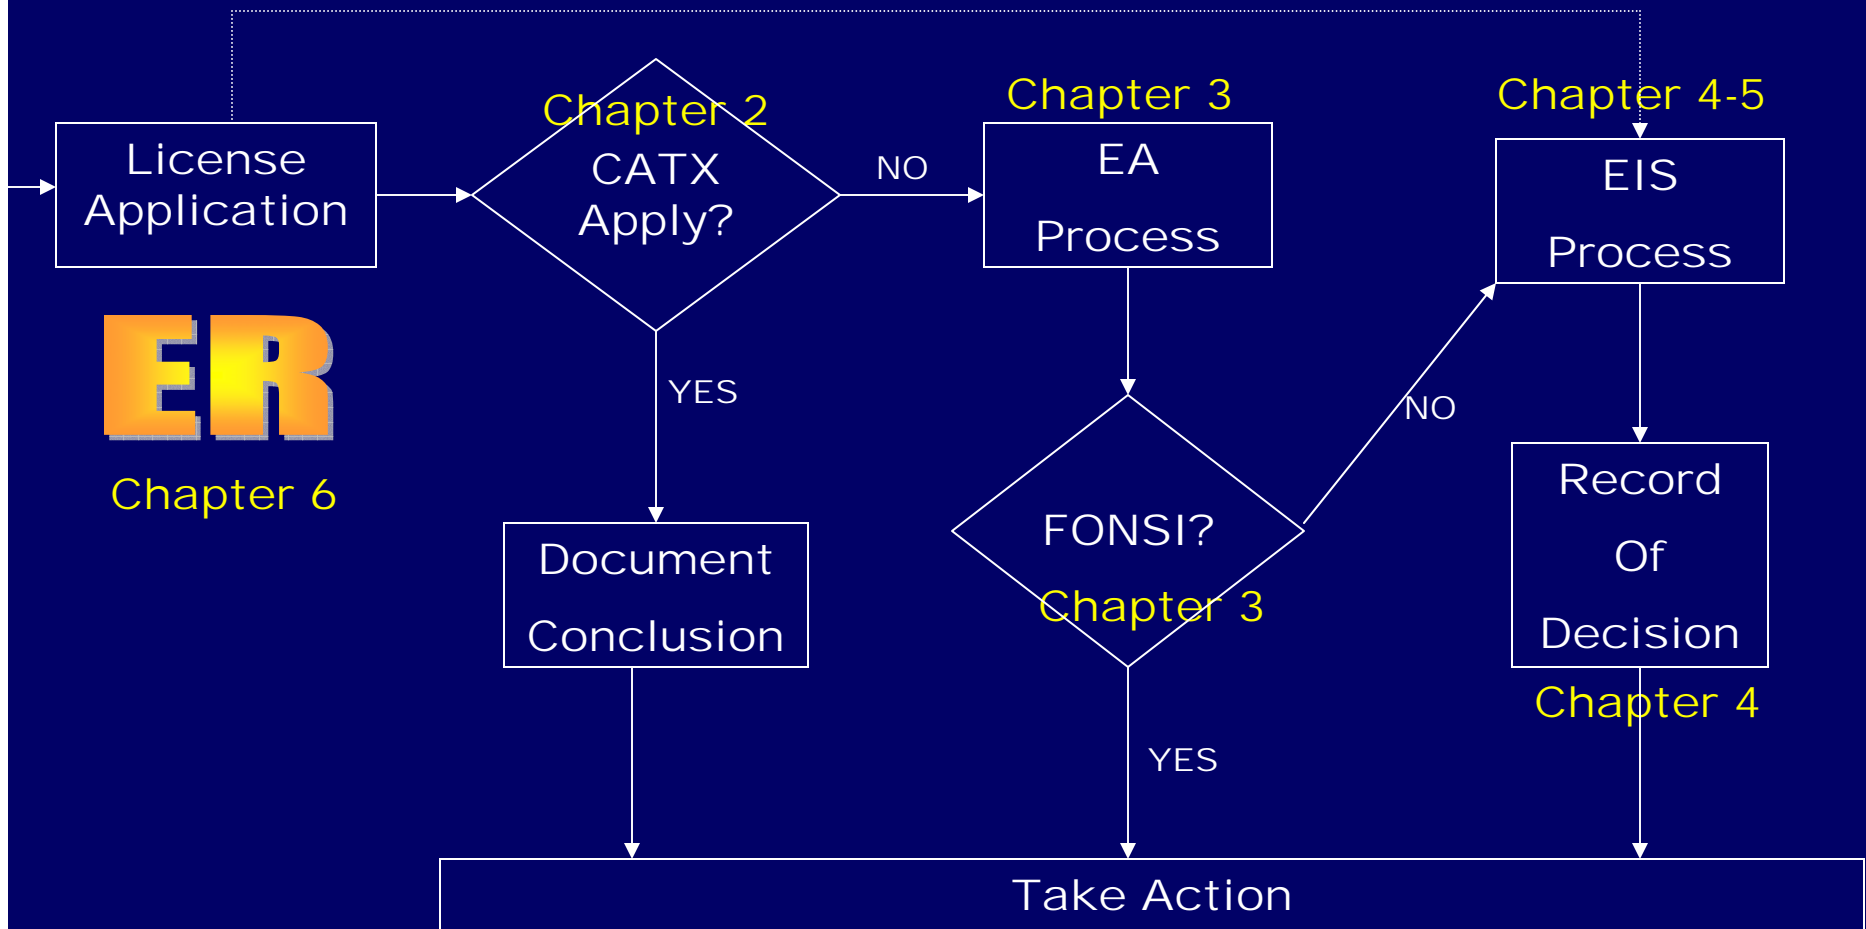 License
Application
ER
Chapter 6
Chapter 2
CATX
Apply?
NO
YES
Document
Conclusion
Chapter 3
EA
Process
FONSI?
Chapter 3
NO
YES
Chapter 4-5
EIS
Process
Record
Of
Decision
Chapter 4
Take Action